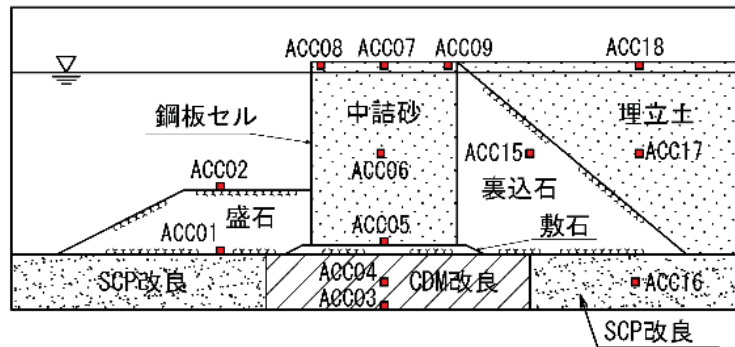 ACC08 ACC07 ACC09 ACC18
鋼板セル 中詰砂 埋立土
ACC02 ACC06 ACC15 ACC17
裏込石
盛石 ACC05 敷石
ACC01
SCP改良 ACC04 CDM改良 ACC16
ACC03
SCP改良